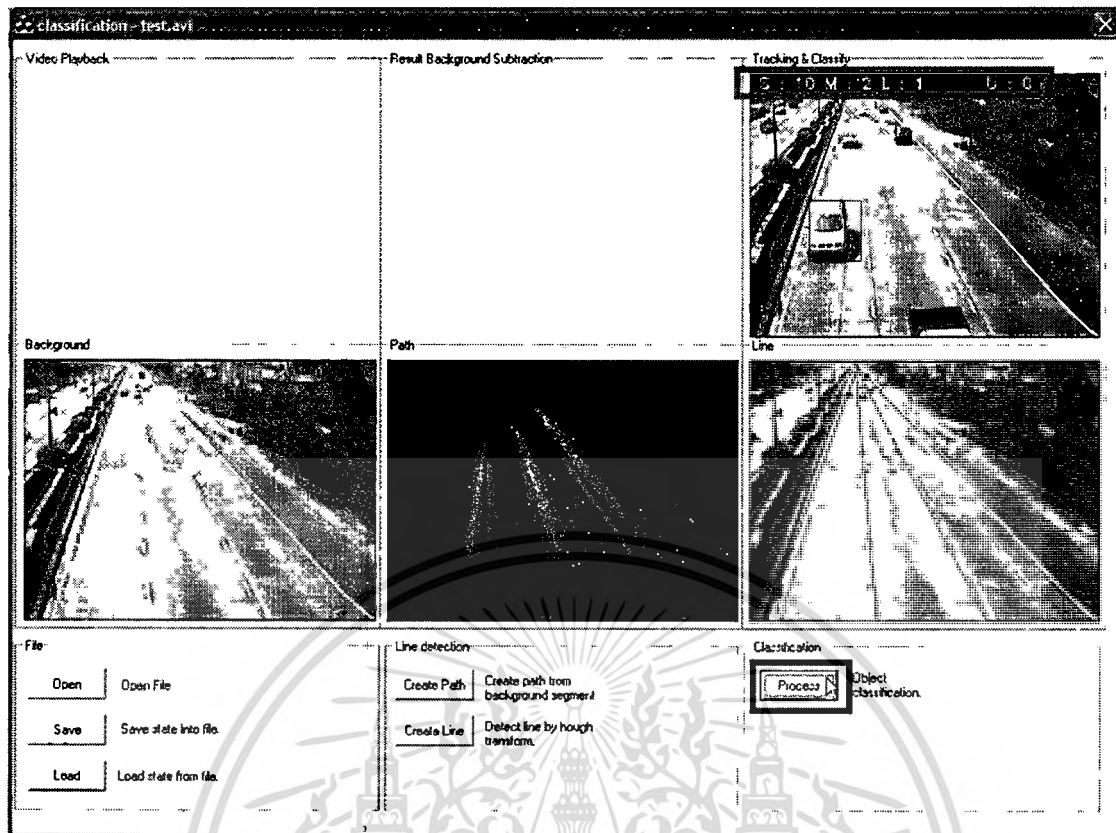 classification - test.avi
Video Playback
Result Background Subtraction
Tracking & Classify
S : 10 M : 2 L : 1 U : 0
Background
Path
Line
File
Open Open File
Save Save state into file.
Load Load state from file.
Line detection
Create Path Create path from background segment
Create Line Detect line by hough transform.
Classification
Process Object classification.